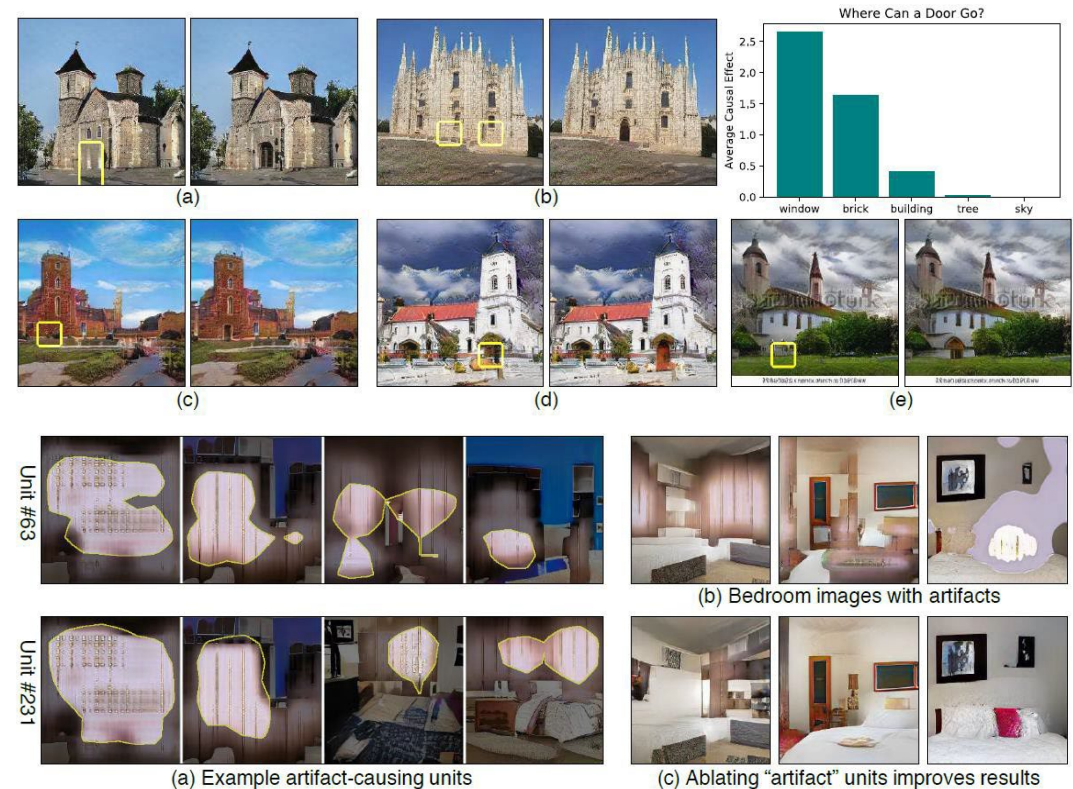 Where Can a Door Go?
Average Causal Effect
2.5
2.0
1.5
1.0
0.5
0.0
window brick building tree sky
(a) (b)
(c) (d) (e)
Unit #63
(b) Bedroom images with artifacts
Unit #231
(a) Example artifact-causing units
(c) Ablating “artifact” units improves results